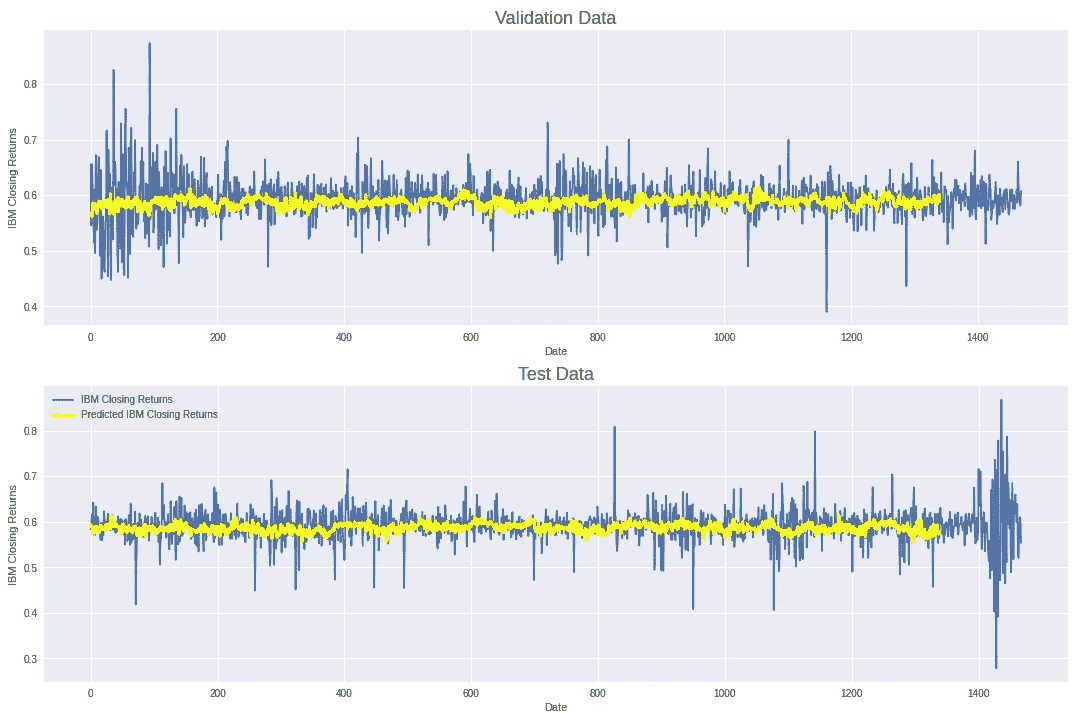 Validation Data
IBM Closing Returns
0.8
0.7
0.6
0.5
0.4
0 200 400 600 800 1000 1200 1400
Date
Test Data
IBM Closing Returns
Predicted IBM Closing Returns
IBM Closing Returns
0.8
0.7
0.6
0.5
0.4
0.3
0 200 400 600 800 1000 1200 1400
Date